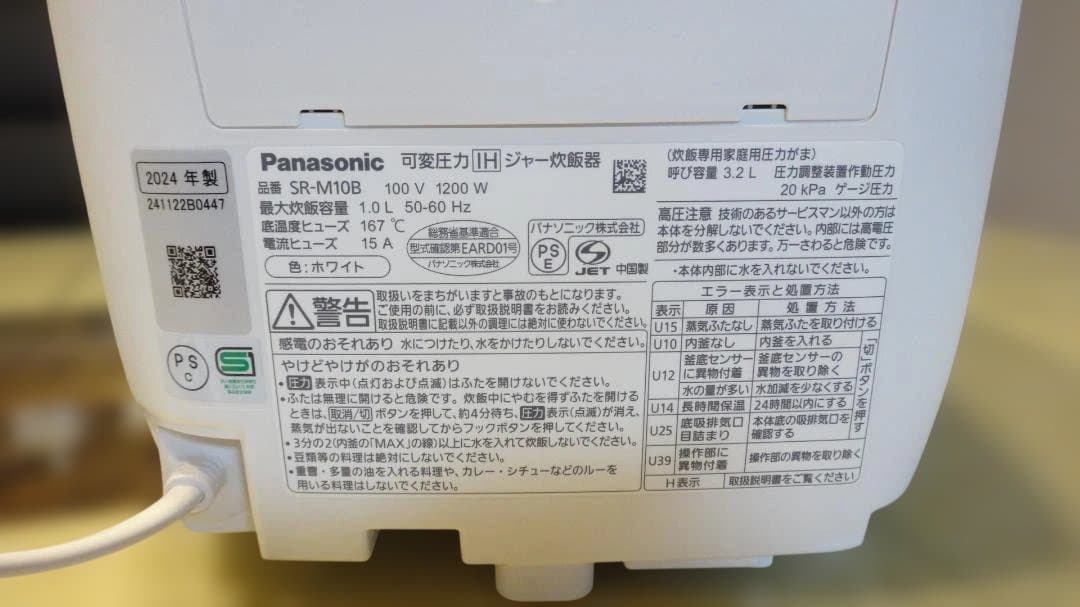 2024 年製
241122B0447
PS
C
Panasonic 可変圧力 IH ジャー炊飯器
品番 SR-M10B 100 V 1200 W
最大炊飯容量 1.0 L 50-60 Hz
底温度ヒューズ 167 ℃
電流ヒューズ 15 A
色:ホワイト
総務省基準適合
型式確認第EARD01号
パナソニック株式会社
パナソニック株式会社
PS
E
JET 中国製
(炊飯専用家庭用圧力がま)
呼び容量 3.2 L 圧力調整装置作動圧力
20 kPa ゲージ圧力
高圧注意 技術のあるサービスマン以外の方は
本体を分解しないでください。内部には高電圧
部分が数多くあります。万一さわると危険です。
・本体内部に水を入れないでください。
警告
取扱いをまちがいますと事故のもとになります。
ご使用の前に、必ず取扱説明書をお読みください。
取扱説明書に記載以外の調理には絶対に使わないでください。
感電のおそれあり 水につけたり、水をかけたりしないでください。
やけどやけがのおそれあり
・圧力表示中(点灯および点滅)はふたを開けないでください。
・ふたは無理に開けると危険です。炊飯中にやむを得ずふたを開ける
ときは、取消/切ボタンを押して、約4分待ち、圧力表示(点滅)が消え、
蒸気が出ないことを確認してからフックボタンを押してください。
・3分の2(内釜の「MAX」の線)以上に水を入れて炊飯しないでください。
・豆類等の料理は絶対にしないでください。
・重曹・多量の油を入れる料理や、カレー・シチューなどのルーを
用いる料理はしないでください。
エラー表示と処置方法
表示 原因 処置方法
U15 蒸気ふたなし 蒸気ふたを取り付ける
U10 内釜なし 内釜を入れる
U12 釜底センサーに異物付着 釜底センサーの異物を取り除く
水の量が多い 水加減を少なくする
U14 長時間保温 24時間以内にする
U25 底吸排気口目詰まり 本体底の吸排気口を確認する
U39 操作部に異物付着 操作部の異物を取り除く
H表示 取扱説明書をご覧ください
「切」ボタンを押す